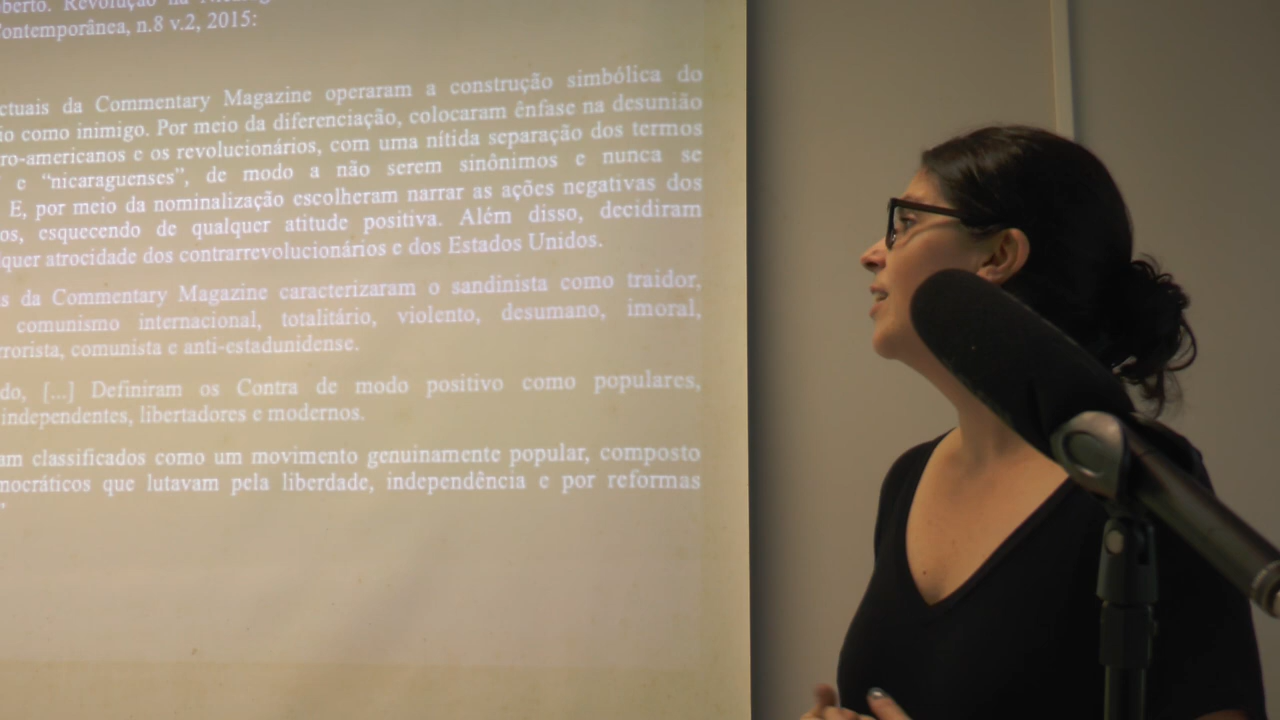 Revolução na
ontemporânea, n.8 v.2, 2015:
ctuais da Commentary Magazine operaram a construção simbólica do
io como inimigo. Por meio da diferenciação, colocaram ênfase na desunião
ro-americanos e os revolucionários, com uma nítida separação dos termos
” e “nicaraguenses”, de modo a não serem sinônimos e nunca se
E, por meio da nominalização escolheram narrar as ações negativas dos
os, esquecendo de qualquer atitude positiva. Além disso, decidiram
lquer atrocidade dos contrarrevolucionários e dos Estados Unidos.
s da Commentary Magazine caracterizaram o sandinista como traidor,
comunismo internacional, totalitário, violento, desumano, imoral,
rrorista, comunista e anti-estadunidense.
do, [...] Definiram os Contra de modo positivo como populares,
independentes, libertadores e modernos.
am classificados como um movimento genuinamente popular, composto
mocráticos que lutavam pela liberdade, independência e por reformas
”